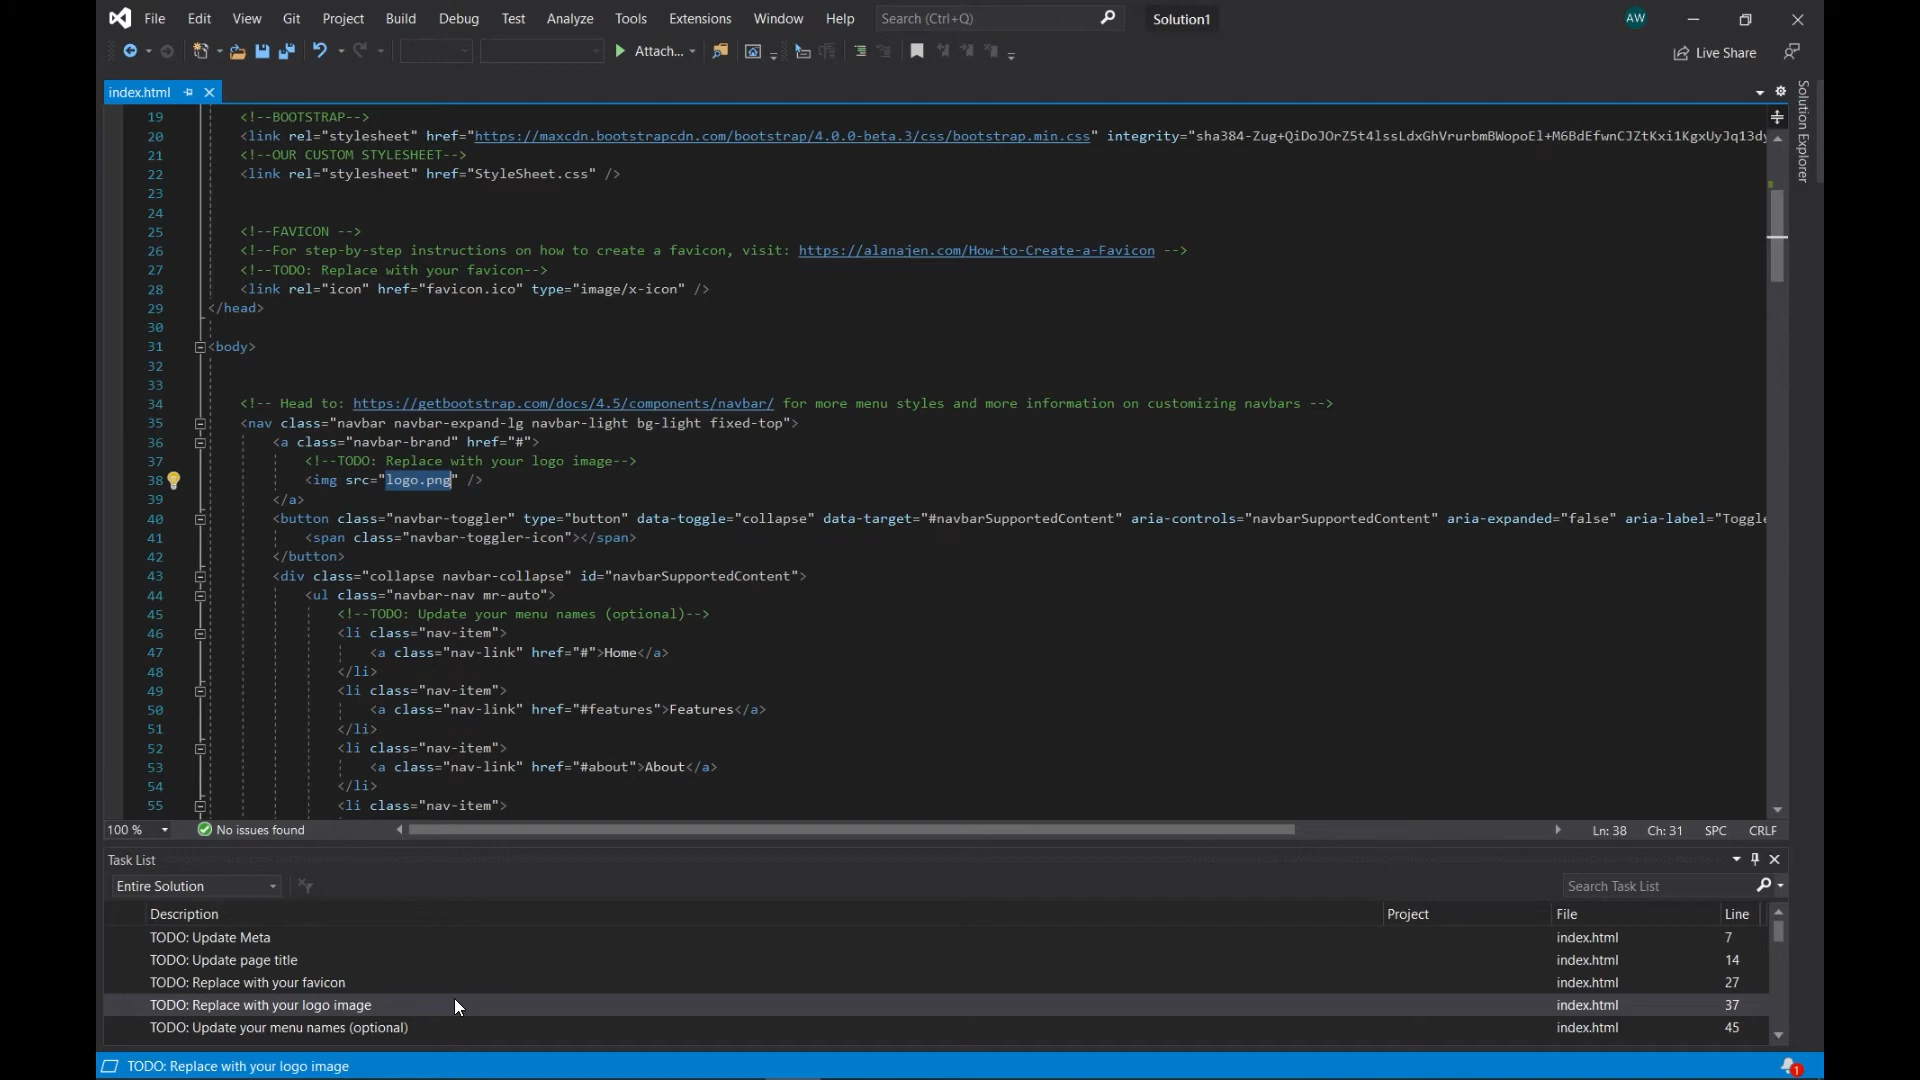 File Edit View Git Project Build Debug Test Analyze Tools Extensions Window Help Search (Ctrl+Q) Solution1 AW
Attach... Live Share
index.html
Solution Explorer
19 <!--BOOTSTRAP-->
20 <link rel="stylesheet" href="https://maxcdn.bootstrapcdn.com/bootstrap/4.0.0-beta.3/css/bootstrap.min.css" integrity="sha384-Zug+QiDoJOrZ5t4lssLdxGhVrurbmBWopoEl+M6BdEfwnCJZtKxi1KgxUyJq13dy
21 <!--OUR CUSTOM STYLESHEET-->
22 <link rel="stylesheet" href="StyleSheet.css" />
23
24
25 <!--FAVICON -->
26 <!--For step-by-step instructions on how to create a favicon, visit: https://alanajen.com/How-to-Create-a-Favicon -->
27 <!--TODO: Replace with your favicon-->
28 <link rel="icon" href="favicon.ico" type="image/x-icon" />
29 </head>
30
31 <body>
32
33
34 <!-- Head to: https://getbootstrap.com/docs/4.5/components/navbar/ for more menu styles and more information on customizing navbars -->
35 <nav class="navbar navbar-expand-lg navbar-light bg-light fixed-top">
36 <a class="navbar-brand" href="#">
37 <!--TODO: Replace with your logo image-->
38 <img src="logo.png" />
39 </a>
40 <button class="navbar-toggler" type="button" data-toggle="collapse" data-target="#navbarSupportedContent" aria-controls="navbarSupportedContent" aria-expanded="false" aria-label="Toggle
41 <span class="navbar-toggler-icon"></span>
42 </button>
43 <div class="collapse navbar-collapse" id="navbarSupportedContent">
44 <ul class="navbar-nav mr-auto">
45 <!--TODO: Update your menu names (optional)-->
46 <li class="nav-item">
47 <a class="nav-link" href="#">Home</a>
48 </li>
49 <li class="nav-item">
50 <a class="nav-link" href="#features">Features</a>
51 </li>
52 <li class="nav-item">
53 <a class="nav-link" href="#about">About</a>
54 </li>
55 <li class="nav-item">
100 % No issues found Ln: 38 Ch: 31 SPC CRLF
Task List
Entire Solution Search Task List
Description Project File Line
TODO: Update Meta index.html 7
TODO: Update page title index.html 14
TODO: Replace with your favicon index.html 27
TODO: Replace with your logo image index.html 37
TODO: Update your menu names (optional) index.html 45
TODO: Replace with your logo image 1